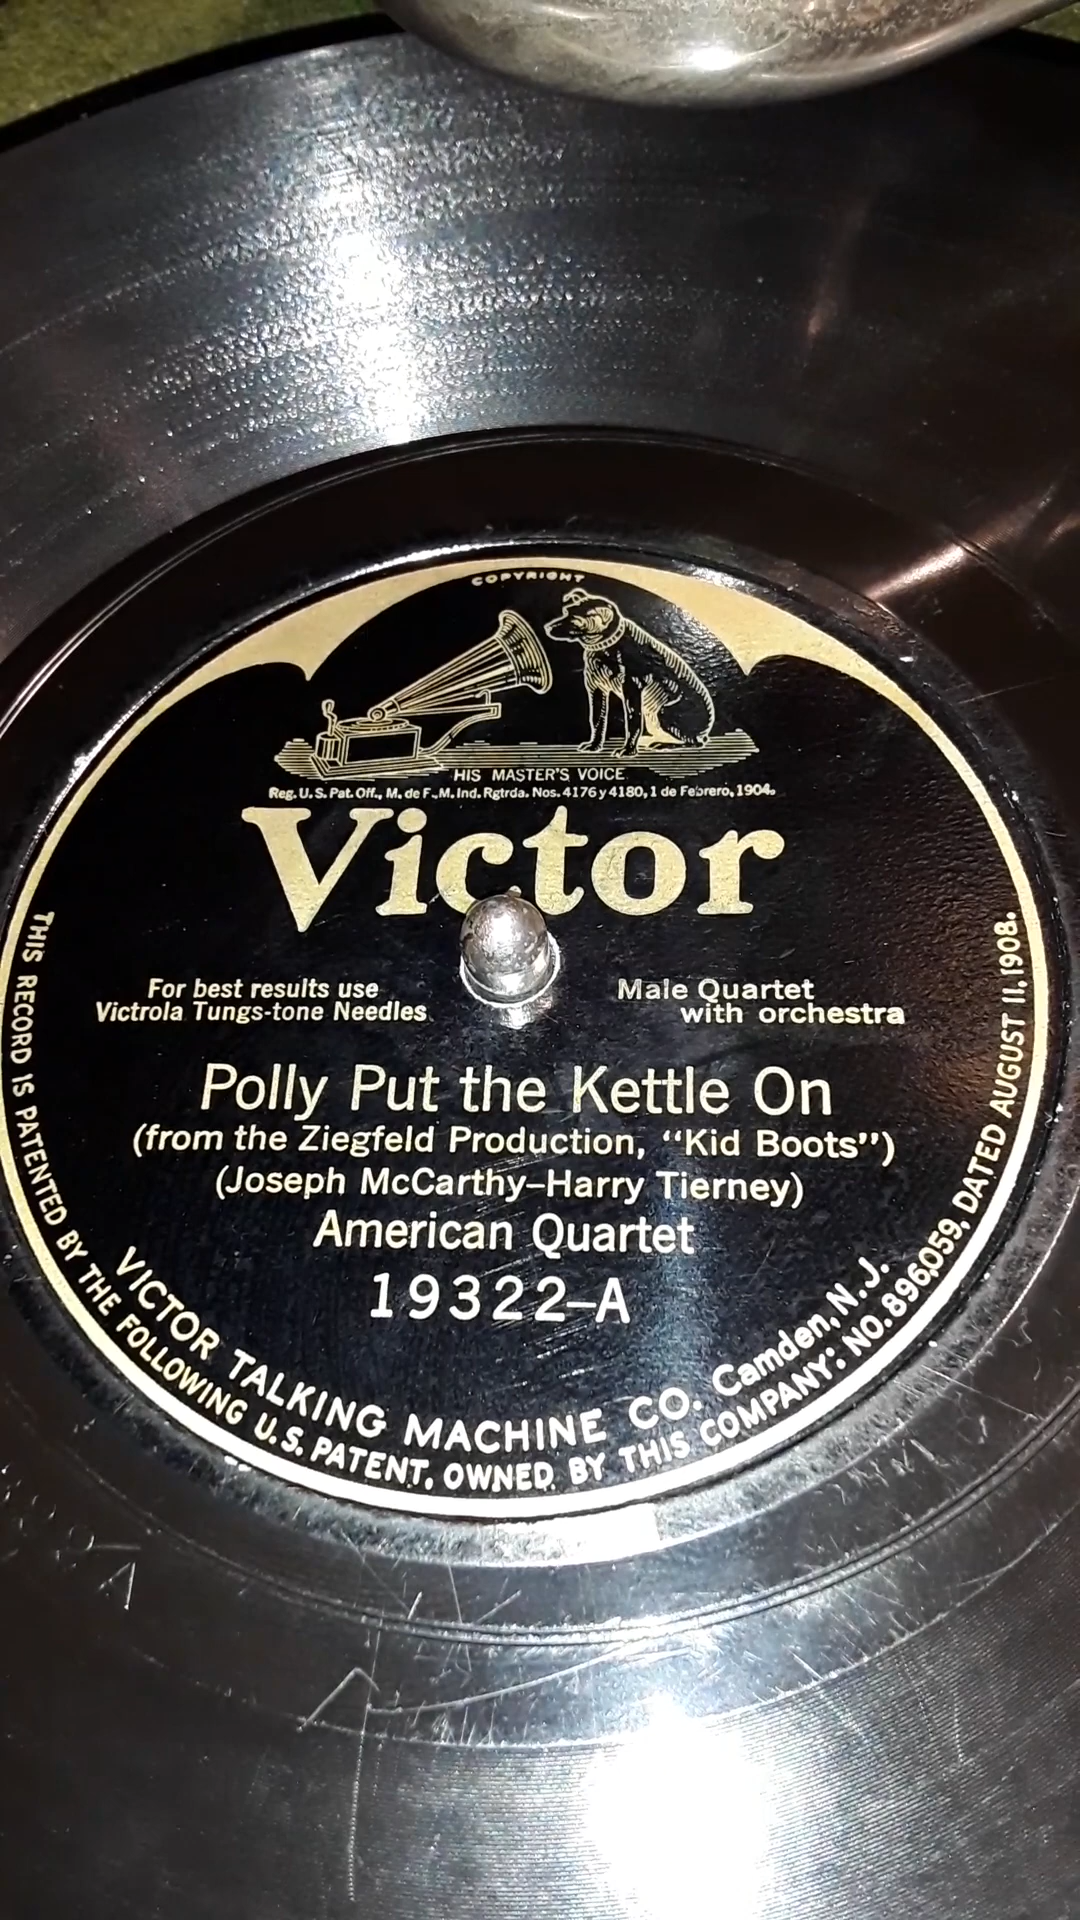 COPYRIGHT
HIS MASTER'S VOICE
Reg. U.S. Pat. Off., M. de F., M. Ind. Rgtrda. Nos. 4176 y 4180, 1 de Febrero, 1904.
Victor
For best results use
Victrola Tungs-tone Needles
Male Quartet
with orchestra
Polly Put the Kettle On
(from the Ziegfeld Production, “Kid Boots”)
(Joseph McCarthy–Harry Tierney)
American Quartet
19322–A
VICTOR TALKING MACHINE CO. Camden, N.J.
THIS RECORD IS PATENTED BY THE FOLLOWING U.S. PATENT, OWNED BY THIS COMPANY: NO. 896,059, DATED AUGUST 11, 1908.